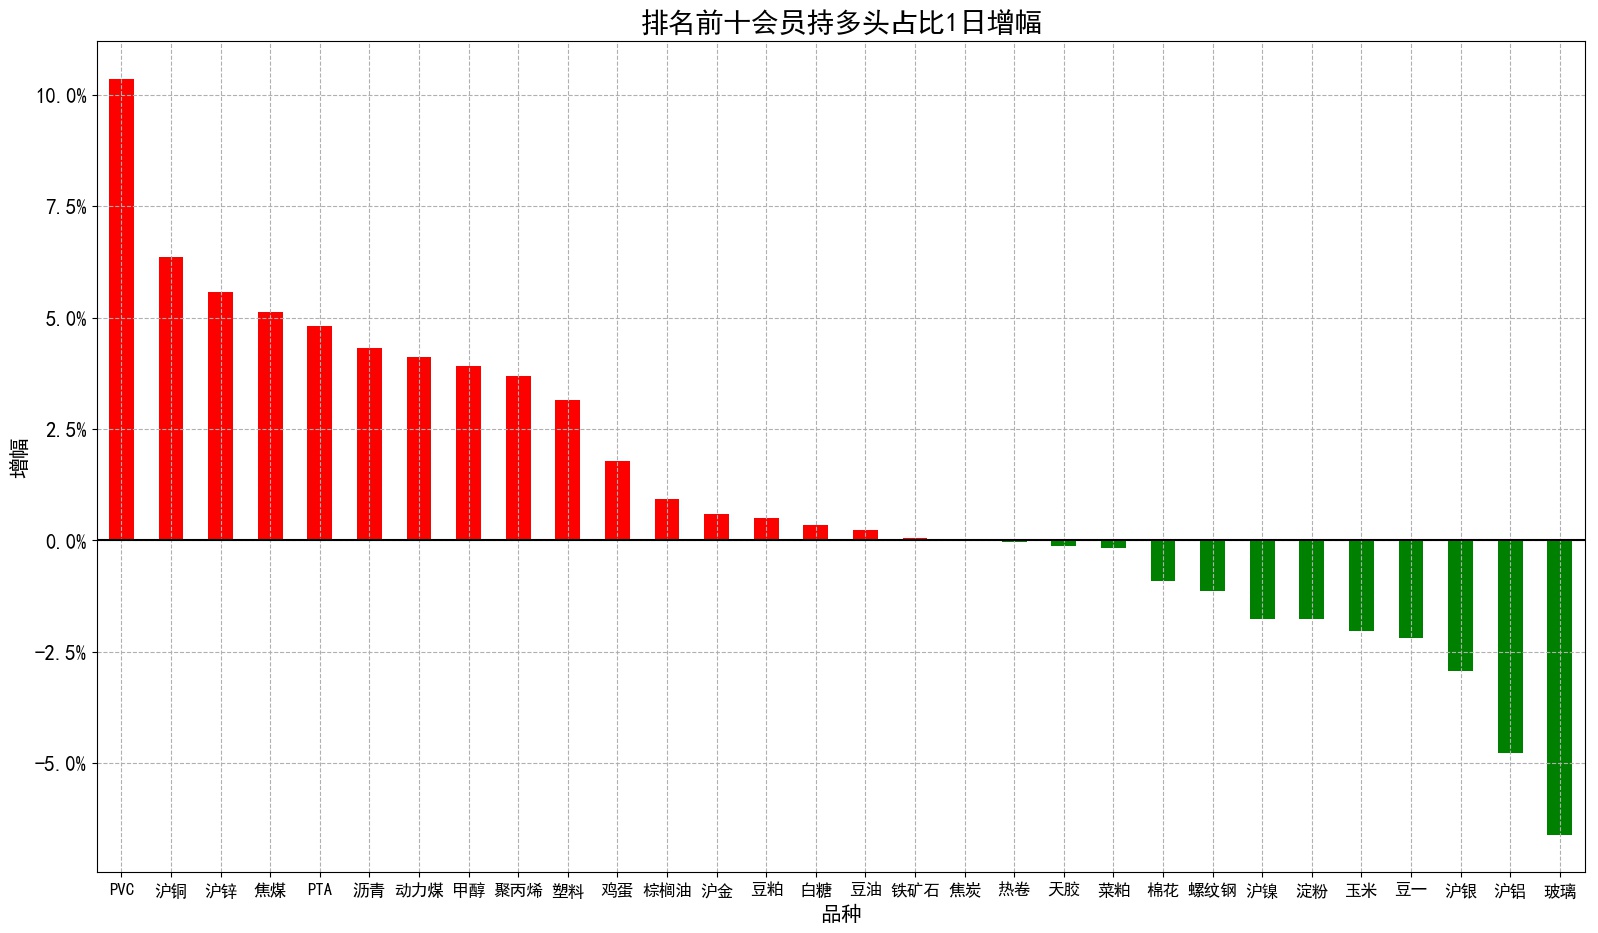 排名前十会员持多头占比1日增幅
10.0%
7.5%
5.0%
2.5%
0.0%
−2.5%
−5.0%
增幅
PVC 沪铜 沪锌 焦煤 PTA 沥青 动力煤 甲醇 聚丙烯 塑料 鸡蛋 棕榈油 沪金 豆粕 白糖 豆油 铁矿石 焦炭 热卷 天胶 菜粕 棉花 螺纹钢 沪镍 淀粉 玉米 豆一 沪银 沪铝 玻璃
品种